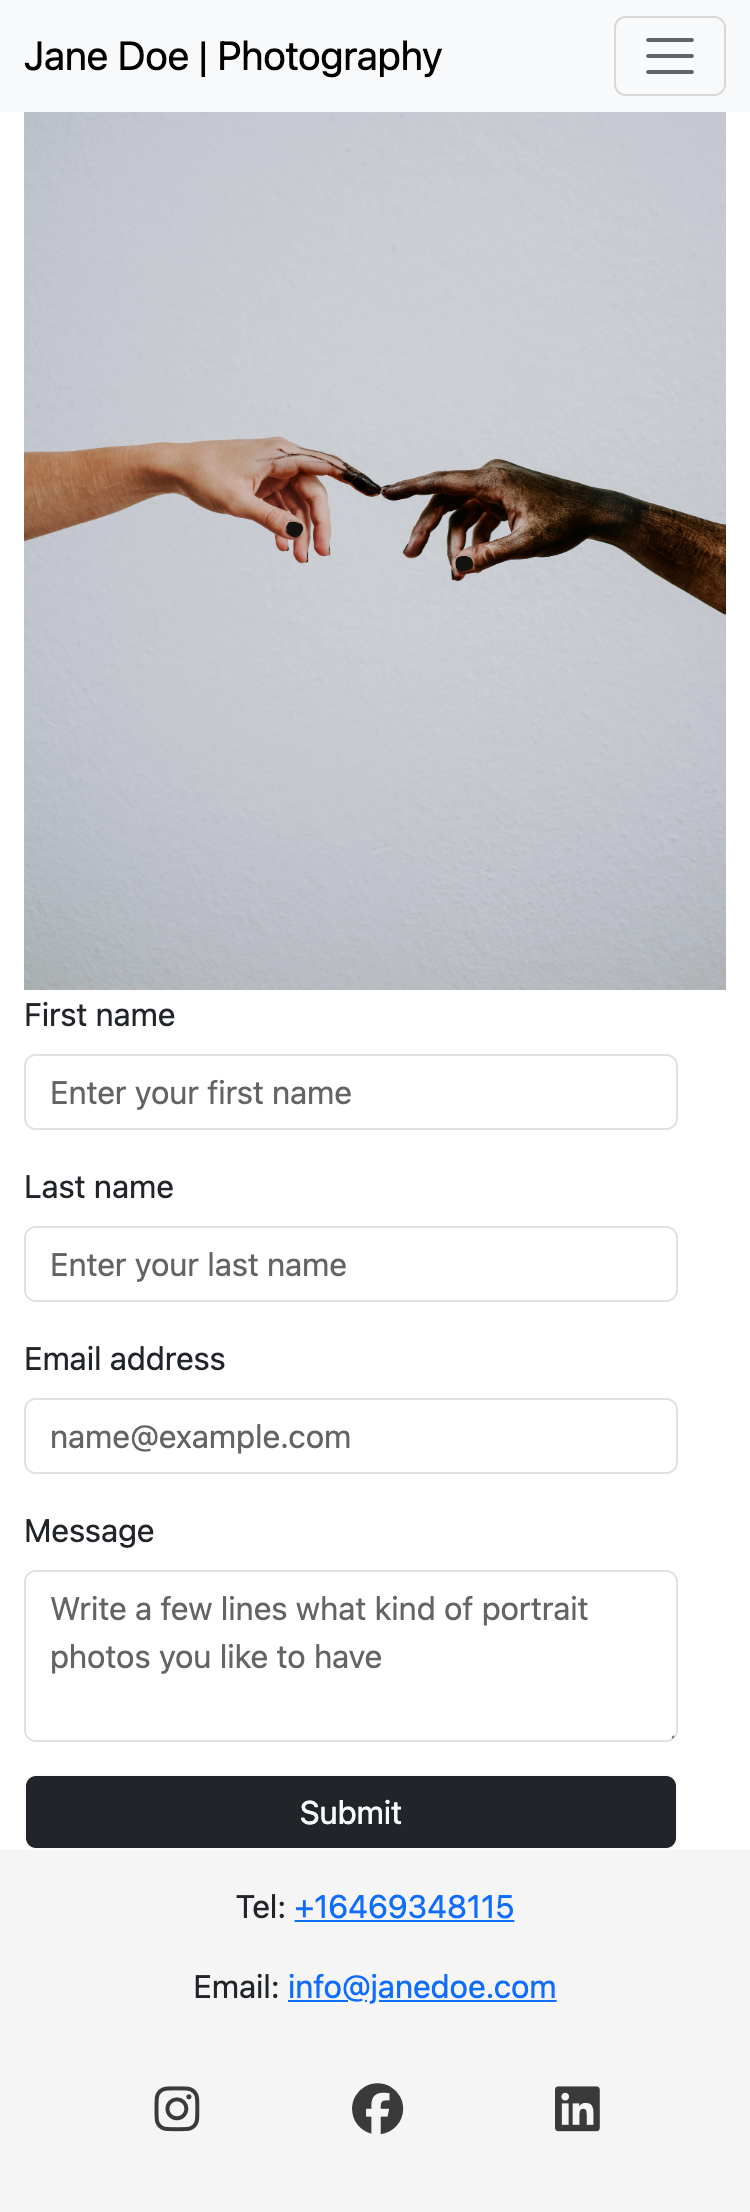 Jane Doe | Photography
First name
Enter your first name
Last name
Enter your last name
Email address
name@example.com
Message
Write a few lines what kind of portrait
photos you like to have
Submit
Tel: +16469348115
Email: info@janedoe.com
in